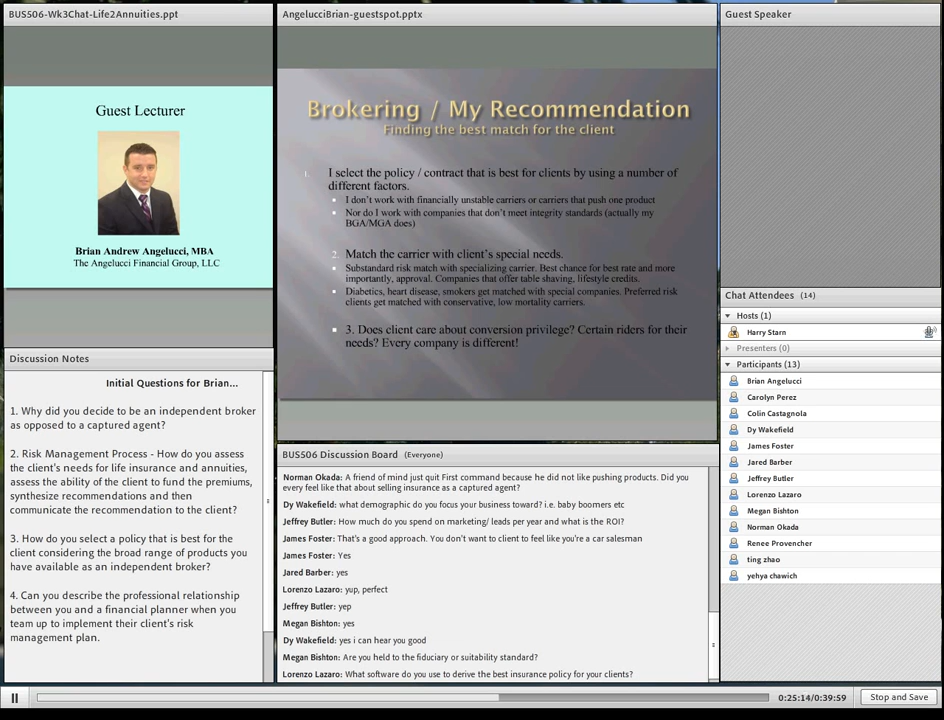 BUS506-Wk3Chat-Life2Annuities.ppt
Guest Lecturer
Brian Andrew Angelucci, MBA
The Angelucci Financial Group, LLC
Discussion Notes
Initial Questions for Brian...
1. Why did you decide to be an independent broker
as opposed to a captured agent?
2. Risk Management Process - How do you assess
the client's needs for life insurance and annuities,
assess the ability of the client to fund the premiums,
synthesize recommendations and then
communicate the recommendation to the client?
3. How do you select a policy that is best for the
client considering the broad range of products you
have available as an independent broker?
4. Can you describe the professional relationship
between you and a financial planner when you
team up to implement their client's risk
management plan.
AngelucciBrian-guestspot.pptx
Brokering / My Recommendation
Finding the best match for the client
1. I select the policy / contract that is best for clients by using a number of
different factors.
I don't work with financially unstable carriers or carriers that push one product
Nor do I work with companies that don't meet integrity standards (actually my
BGA/MGA does)
2. Match the carrier with client's special needs.
Substandard risk match with specializing carrier. Best chance for best rate and more
importantly, approval. Companies that offer table shaving, lifestyle credits.
Diabetics, heart disease, smokers get matched with special companies. Preferred risk
clients get matched with conservative, low mortality carriers.
3. Does client care about conversion privilege? Certain riders for their
needs? Every company is different!
BUS506 Discussion Board (Everyone)
Norman Okada: A friend of mind just quit First command because he did not like pushing products. Did you
every feel like that about selling insurance as a captured agent?
Dy Wakefield: what demographic do you focus your business toward? i.e. baby boomers etc
Jeffrey Butler: How much do you spend on marketing/ leads per year and what is the ROI?
James Foster: That's a good approach. You don't want to client to feel like you're a car salesman
James Foster: Yes
Jared Barber: yes
Lorenzo Lazaro: yup, perfect
Jeffrey Butler: yep
Megan Bishton: yes
Dy Wakefield: yes i can hear you good
Megan Bishton: Are you held to the fiduciary or suitability standard?
Lorenzo Lazaro: What software do you use to derive the best insurance policy for your clients?
Guest Speaker
Chat Attendees (14)
Hosts (1)
Harry Starn
Presenters (0)
Participants (13)
Brian Angelucci
Carolyn Perez
Colin Castagnola
Dy Wakefield
James Foster
Jared Barber
Jeffrey Butler
Lorenzo Lazaro
Megan Bishton
Norman Okada
Renee Provencher
ting zhao
yehya chawich
0:25:14/0:39:59
Stop and Save